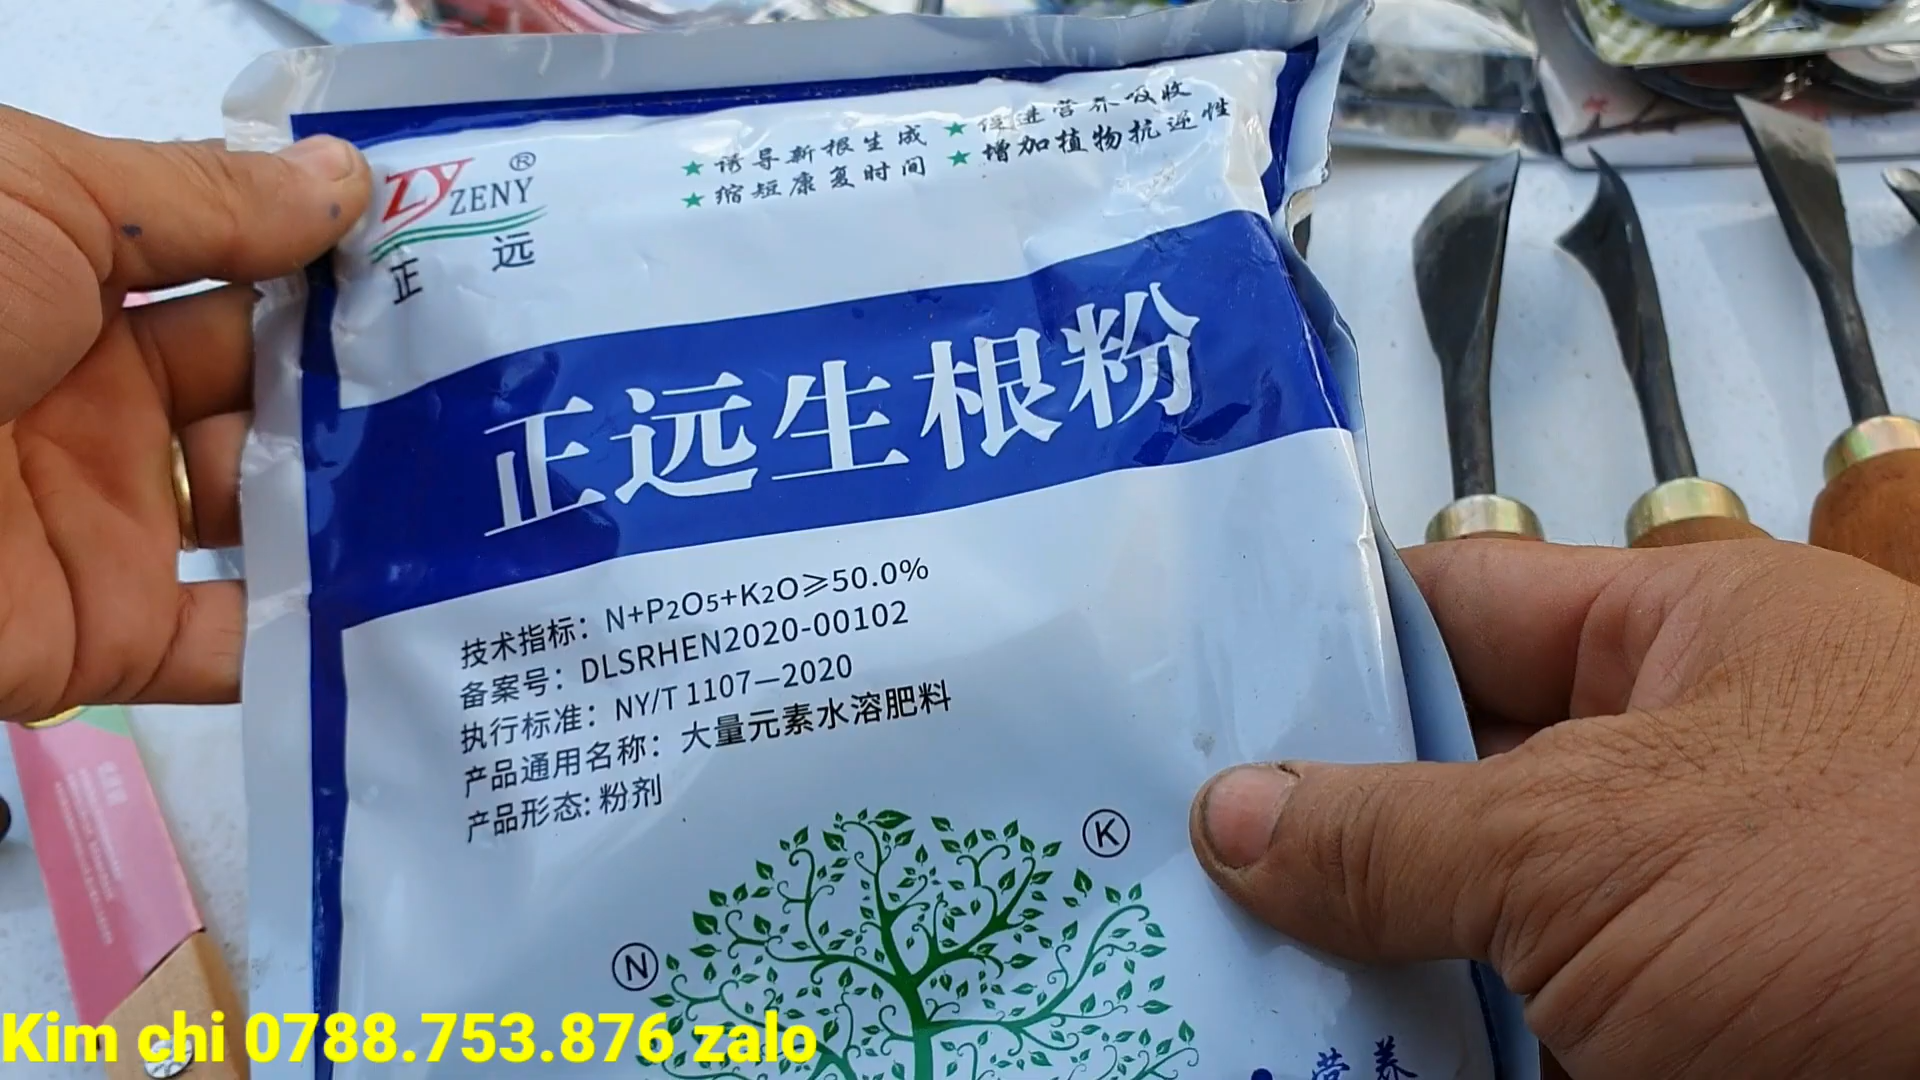 ZY ZENY ®
正远
★ 诱导新根生成 ★ 促进营养吸收
★ 缩短康复时间 ★ 增加植物抗逆性
正远生根粉
技术指标：N+P2O5+K2O≥50.0%
备案号：DLSRHEN2020-00102
执行标准：NY/T 1107—2020
产品通用名称：大量元素水溶肥料
产品形态: 粉剂
K
N
营养
Kim chi 0788.753.876 zalo